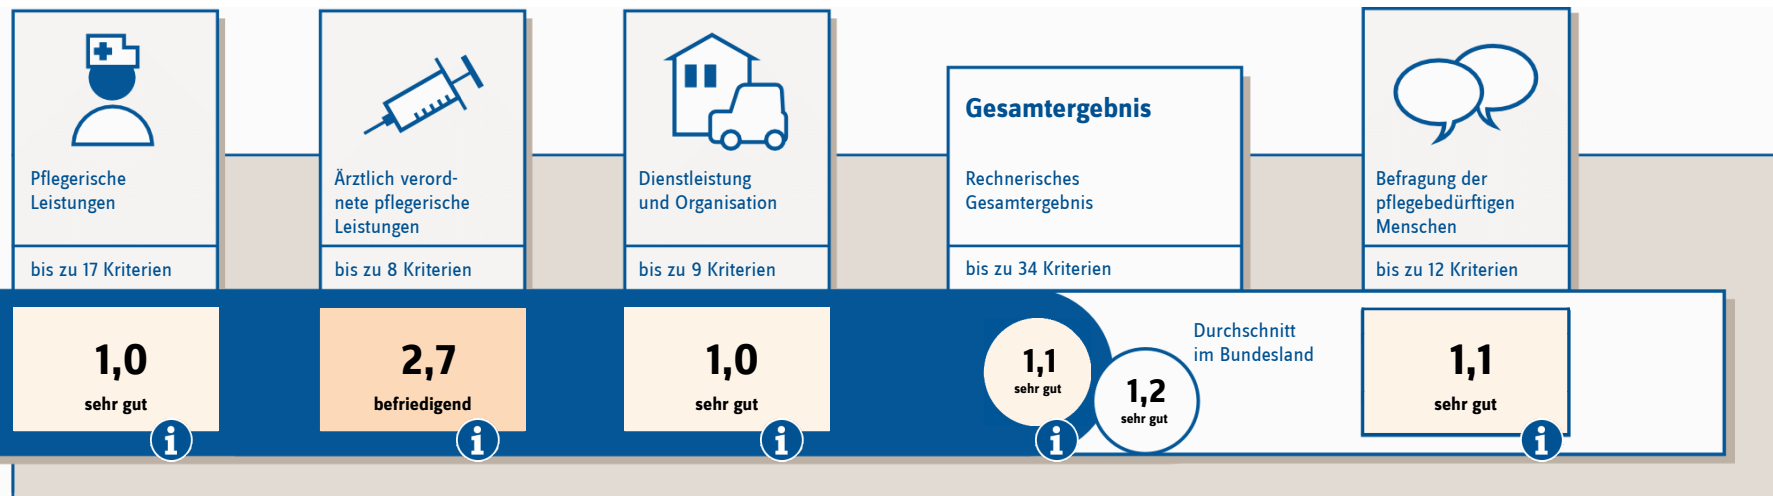 Pflegerische
Leistungen
bis zu 17 Kriterien
1,0
sehr gut
i
Ärztlich verord-
nete pflegerische
Leistungen
bis zu 8 Kriterien
2,7
befriedigend
i
Dienstleistung
und Organisation
bis zu 9 Kriterien
1,0
sehr gut
i
Gesamtergebnis
Rechnerisches
Gesamtergebnis
bis zu 34 Kriterien
1,1
sehr gut
i
1,2
sehr gut
Durchschnitt
im Bundesland
Befragung der
pflegebedürftigen
Menschen
bis zu 12 Kriterien
1,1
sehr gut
i